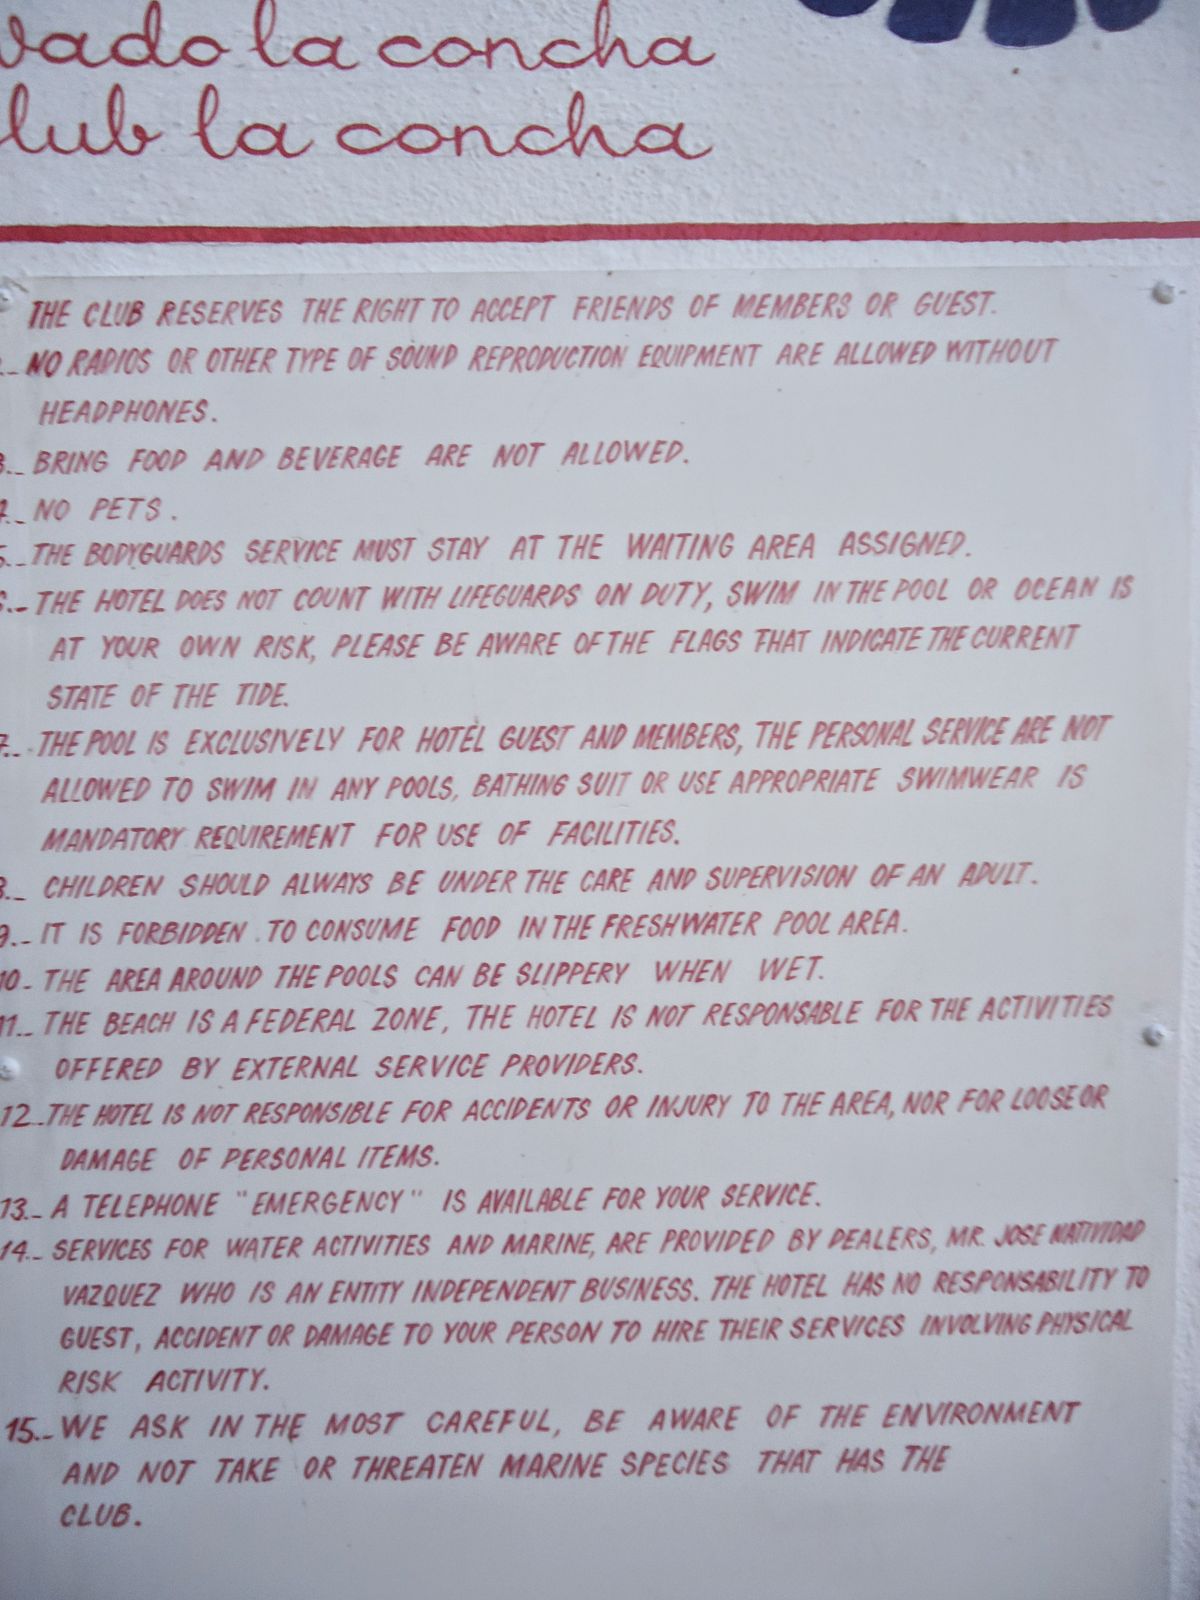 vado la concha
lub la concha
THE CLUB RESERVES THE RIGHT TO ACCEPT FRIENDS OF MEMBERS OR GUEST.
._ NO RADIOS OR OTHER TYPE OF SOUND REPRODUCTION EQUIPMENT ARE ALLOWED WITHOUT
HEADPHONES.
3._ BRING FOOD AND BEVERAGE ARE NOT ALLOWED.
4._ NO PETS.
5._ THE BODYGUARDS SERVICE MUST STAY AT THE WAITING AREA ASSIGNED.
6._ THE HOTEL DOES NOT COUNT WITH LIFEGUARDS ON DUTY, SWIM IN THE POOL OR OCEAN IS
AT YOUR OWN RISK, PLEASE BE AWARE OF THE FLAGS THAT INDICATE THE CURRENT
STATE OF THE TIDE.
7._ THE POOL IS EXCLUSIVELY FOR HOTEL GUEST AND MEMBERS, THE PERSONAL SERVICE ARE NOT
ALLOWED TO SWIM IN ANY POOLS, BATHING SUIT OR USE APPROPRIATE SWIMWEAR IS
MANDATORY REQUIREMENT FOR USE OF FACILITIES.
8._ CHILDREN SHOULD ALWAYS BE UNDER THE CARE AND SUPERVISION OF AN ADULT.
9._ IT IS FORBIDDEN TO CONSUME FOOD IN THE FRESHWATER POOL AREA.
10- THE AREA AROUND THE POOLS CAN BE SLIPPERY WHEN WET.
11._ THE BEACH IS A FEDERAL ZONE, THE HOTEL IS NOT RESPONSABLE FOR THE ACTIVITIES
OFFERED BY EXTERNAL SERVICE PROVIDERS.
12._ THE HOTEL IS NOT RESPONSIBLE FOR ACCIDENTS OR INJURY TO THE AREA, NOR FOR LOOSE OR
DAMAGE OF PERSONAL ITEMS.
13._ A TELEPHONE "EMERGENCY" IS AVAILABLE FOR YOUR SERVICE.
14._ SERVICES FOR WATER ACTIVITIES AND MARINE, ARE PROVIDED BY DEALERS, MR. JOSE NATIVIDAD
VAZQUEZ WHO IS AN ENTITY INDEPENDENT BUSINESS. THE HOTEL HAS NO RESPONSABILITY TO
GUEST, ACCIDENT OR DAMAGE TO YOUR PERSON TO HIRE THEIR SERVICES INVOLVING PHYSICAL
RISK ACTIVITY.
15._ WE ASK IN THE MOST CAREFUL, BE AWARE OF THE ENVIRONMENT
AND NOT TAKE OR THREATEN MARINE SPECIES THAT HAS THE
CLUB.